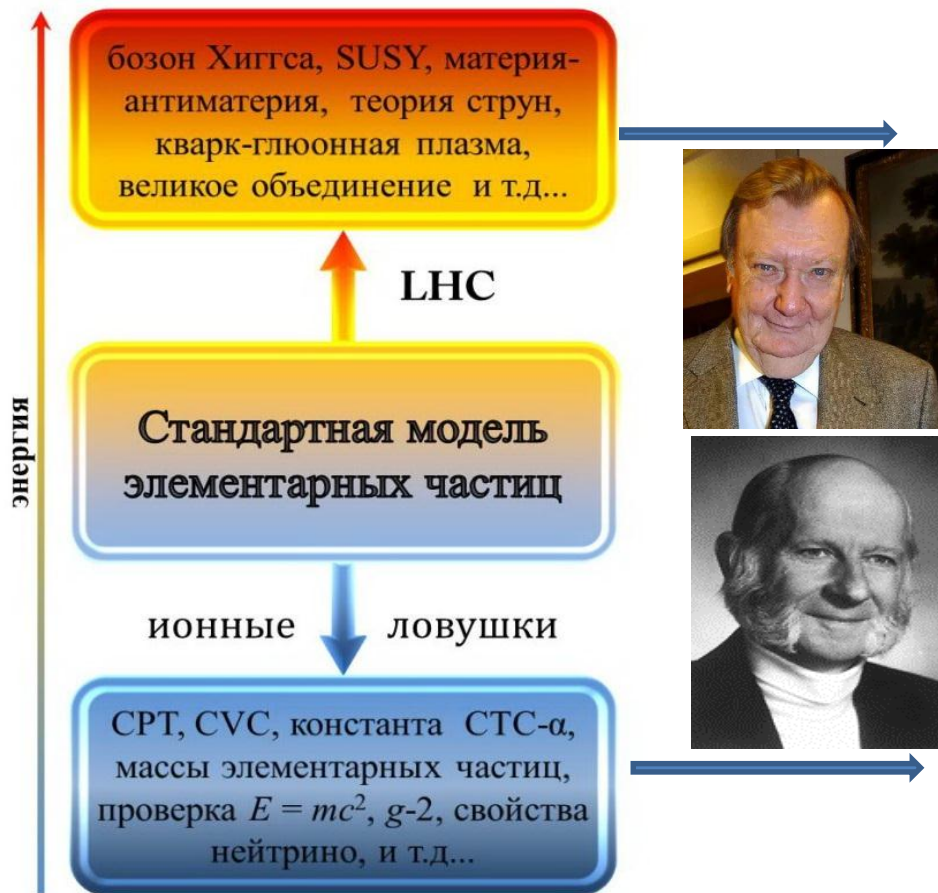 бозон Хиггса, SUSY, материя-
антиматерия, теория струн,
кварк-глюонная плазма,
великое объединение и т.д...
LHC
энергия
Стандартная модель
элементарных частиц
ионные ловушки
CPT, CVC, константа СТС-α,
массы элементарных частиц,
проверка E = mc², g-2, свойства
нейтрино, и т.д...